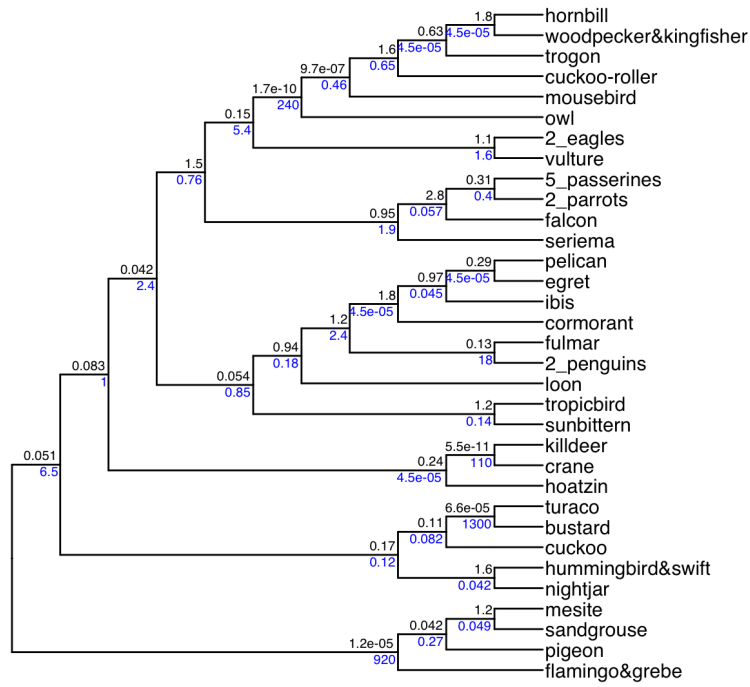 1.8 hornbill
0.63 4.5e-05 woodpecker&kingfisher
1.6 4.5e-05 trogon
9.7e-07 0.65 cuckoo-roller
1.7e-10 0.46 mousebird
0.15 240 owl
5.4 1.1 2_eagles
1.6 vulture
1.5 0.31 5_passerines
0.76 2.8 0.4 2_parrots
0.95 0.057 falcon
1.9 seriema
0.042 0.29 pelican
2.4 0.97 4.5e-05 egret
1.8 0.045 ibis
1.2 4.5e-05 cormorant
0.94 2.4 0.13 fulmar
0.083 0.18 18 2_penguins
1 0.054 loon
0.85 1.2 tropicbird
0.14 sunbittern
5.5e-11 killdeer
0.051 0.24 110 crane
6.5 4.5e-05 hoatzin
6.6e-05 turaco
0.11 1300 bustard
0.17 0.082 cuckoo
0.12 1.6 hummingbird&swift
0.042 nightjar
1.2 mesite
0.042 0.049 sandgrouse
1.2e-05 0.27 pigeon
920 flamingo&grebe